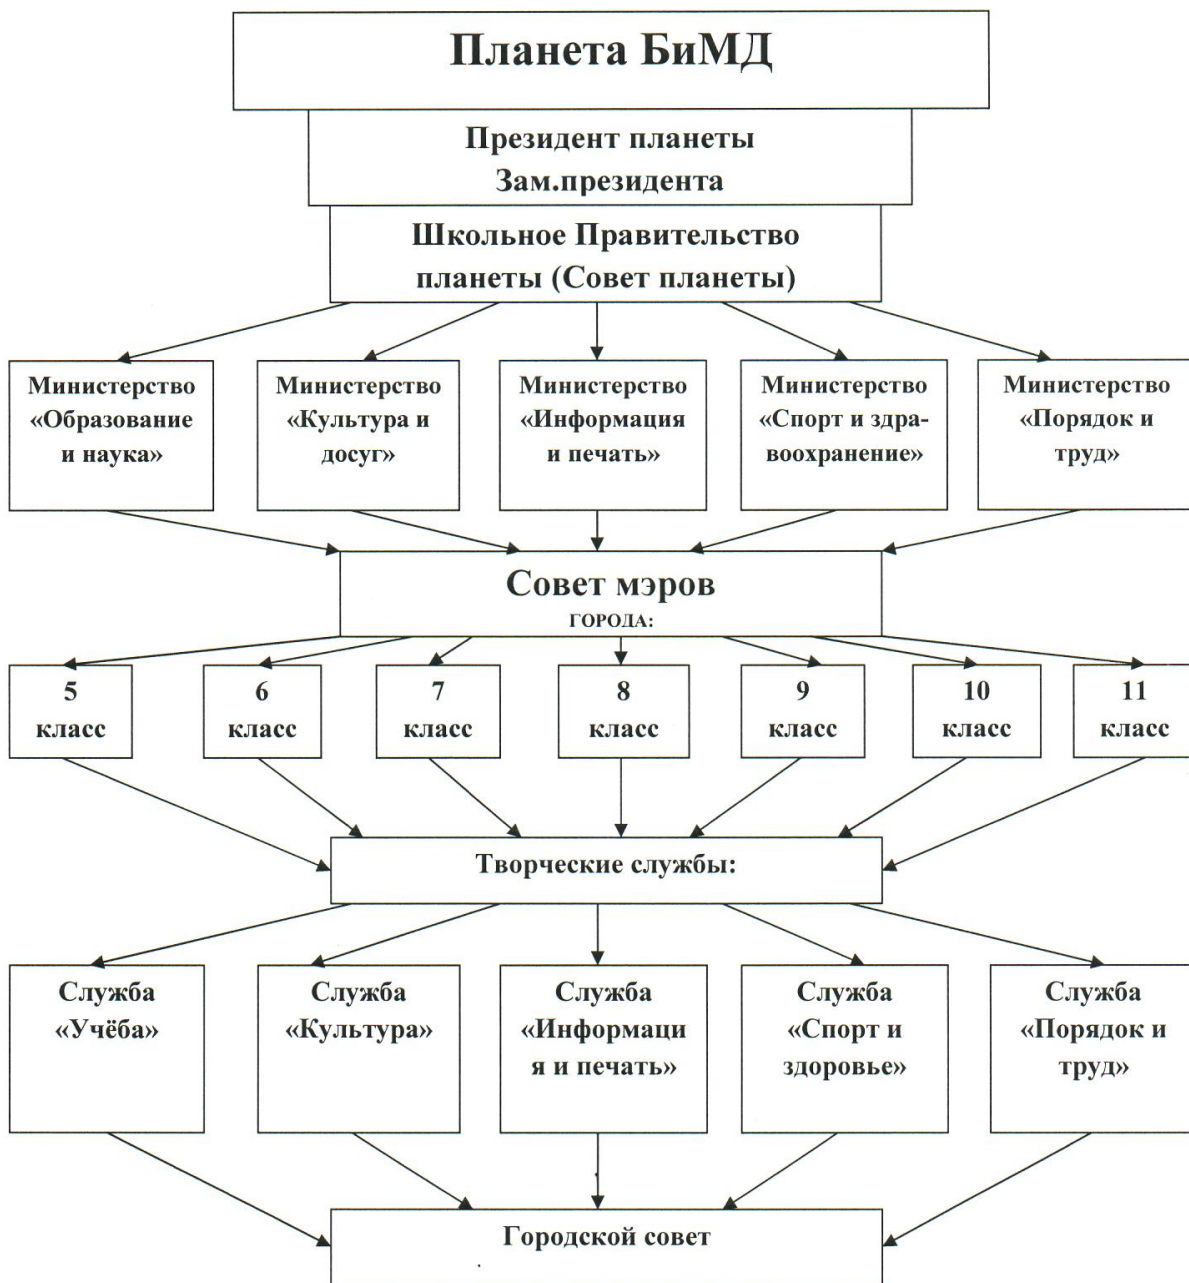 Планета БиМД
Президент планеты
Зам.президента
Школьное Правительство
планеты (Совет планеты)
Министерство
«Образование
и наука»
Министерство
«Культура и
досуг»
Министерство
«Информация
и печать»
Министерство
«Спорт и здра-
воохранение»
Министерство
«Порядок и
труд»
Совет мэров
ГОРОДА:
5
класс
6
класс
7
класс
8
класс
9
класс
10
класс
11
класс
Творческие службы:
Служба
«Учёба»
Служба
«Культура»
Служба
«Информаци
я и печать»
Служба
«Спорт и
здоровье»
Служба
«Порядок и
труд»
Городской совет